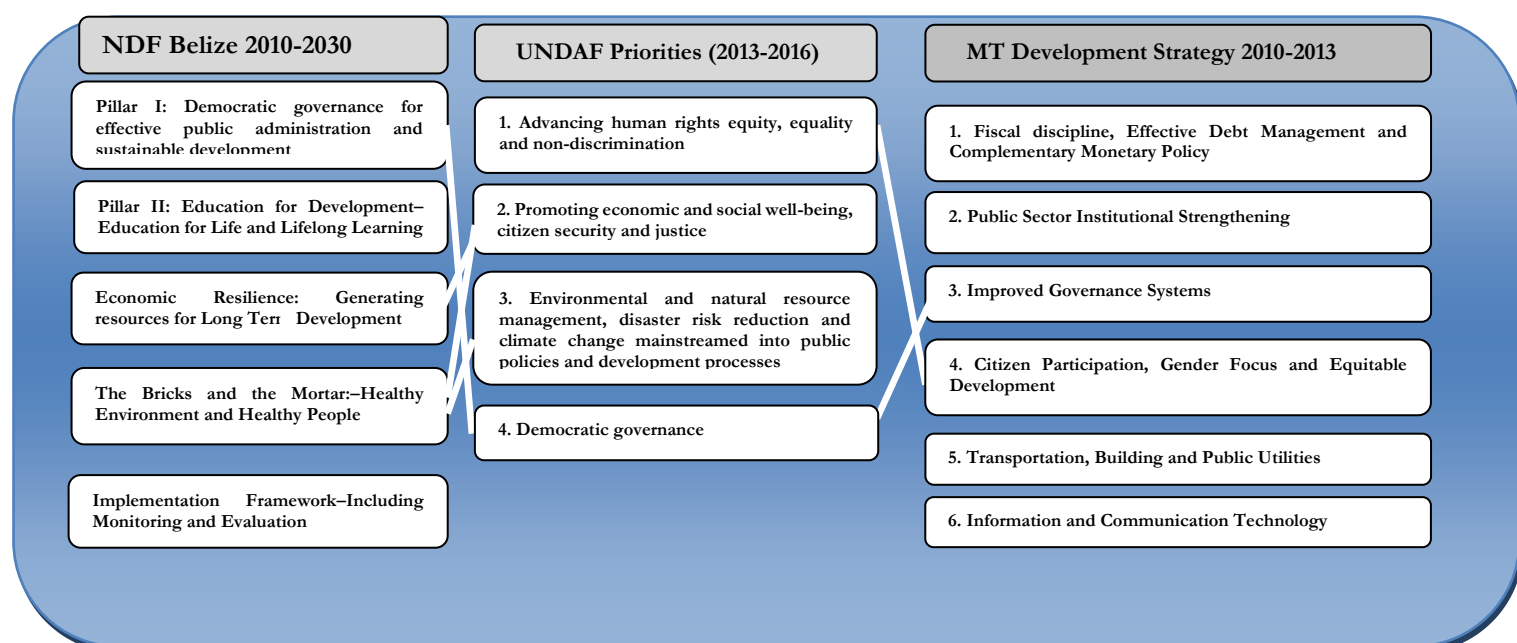 NDF Belize 2010-2030
Pillar I: Democratic governance for
effective public administration and
sustainable development
Pillar II: Education for Development–
Education for Life and Lifelong Learning
Economic Resilience: Generating
resources for Long Term Development
The Bricks and the Mortar:–Healthy
Environment and Healthy People
Implementation Framework–Including
Monitoring and Evaluation
UNDAF Priorities (2013-2016)
1. Advancing human rights equity, equality
and non-discrimination
2. Promoting economic and social well-being,
citizen security and justice
3. Environmental and natural resource
management, disaster risk reduction and
climate change mainstreamed into public
policies and development processes
4. Democratic governance
MT Development Strategy 2010-2013
1. Fiscal discipline, Effective Debt Management and
Complementary Monetary Policy
2. Public Sector Institutional Strengthening
3. Improved Governance Systems
4. Citizen Participation, Gender Focus and Equitable
Development
5. Transportation, Building and Public Utilities
6. Information and Communication Technology